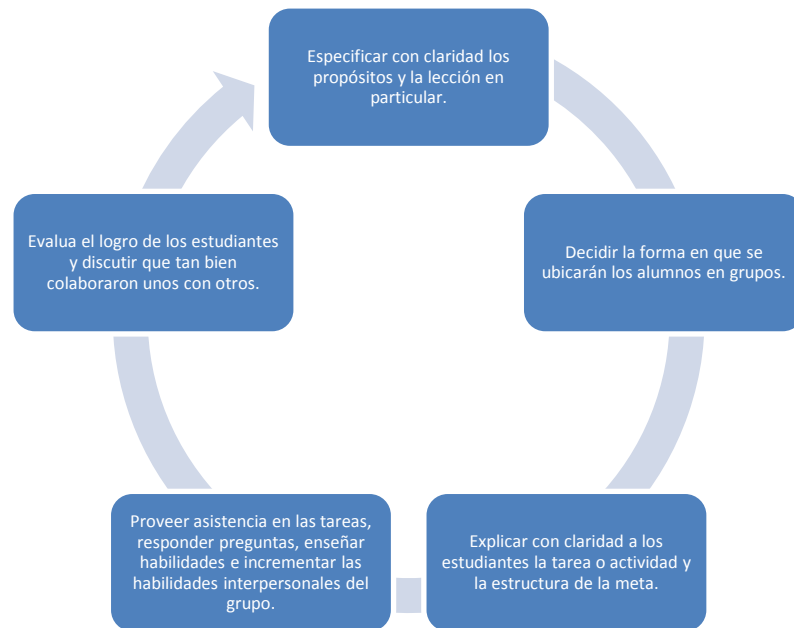 Especificar con claridad los
propósitos y la lección en
particular.
Decidir la forma en que se
ubicarán los alumnos en grupos.
Explicar con claridad a los
estudiantes la tarea o actividad y
la estructura de la meta.
Proveer asistencia en las tareas,
responder preguntas, enseñar
habilidades e incrementar las
habilidades interpersonales del
grupo.
Evalua el logro de los estudiantes
y discutir que tan bien
colaboraron unos con otros.